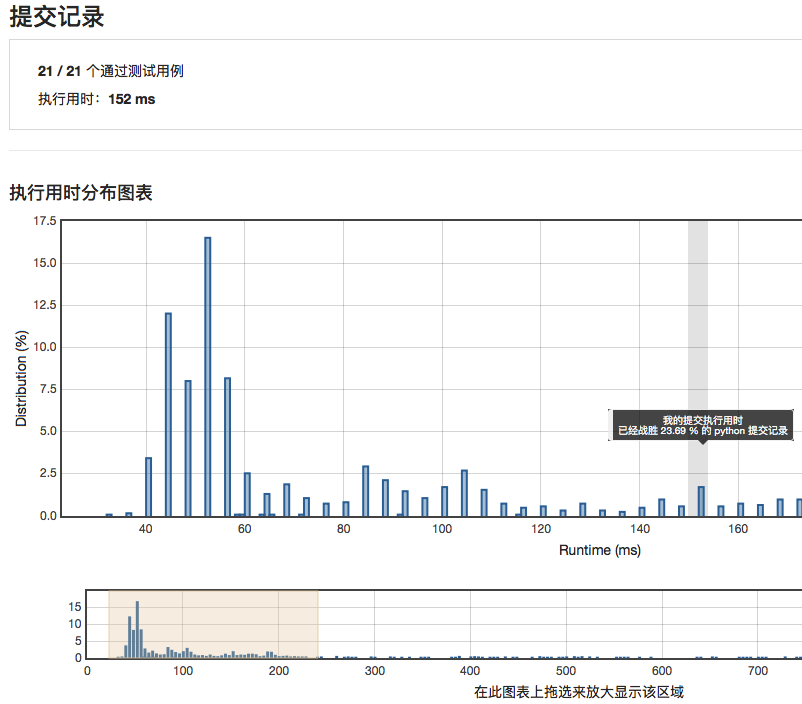 提交记录
21 / 21 个通过测试用例
执行用时：152 ms
执行用时分布图表
17.5
15.0
12.5
10.0
7.5
5.0
2.5
0.0
Distribution (%)
我的提交执行用时
已经战胜 23.69 % 的 python 提交记录
40 60 80 100 120 140 160
Runtime (ms)
15
10
5
0
0 100 200 300 400 500 600 700
在此图表上拖选来放大显示该区域